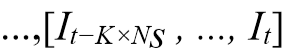 ...,[I_{t−K×N_S} , ..., I_t]